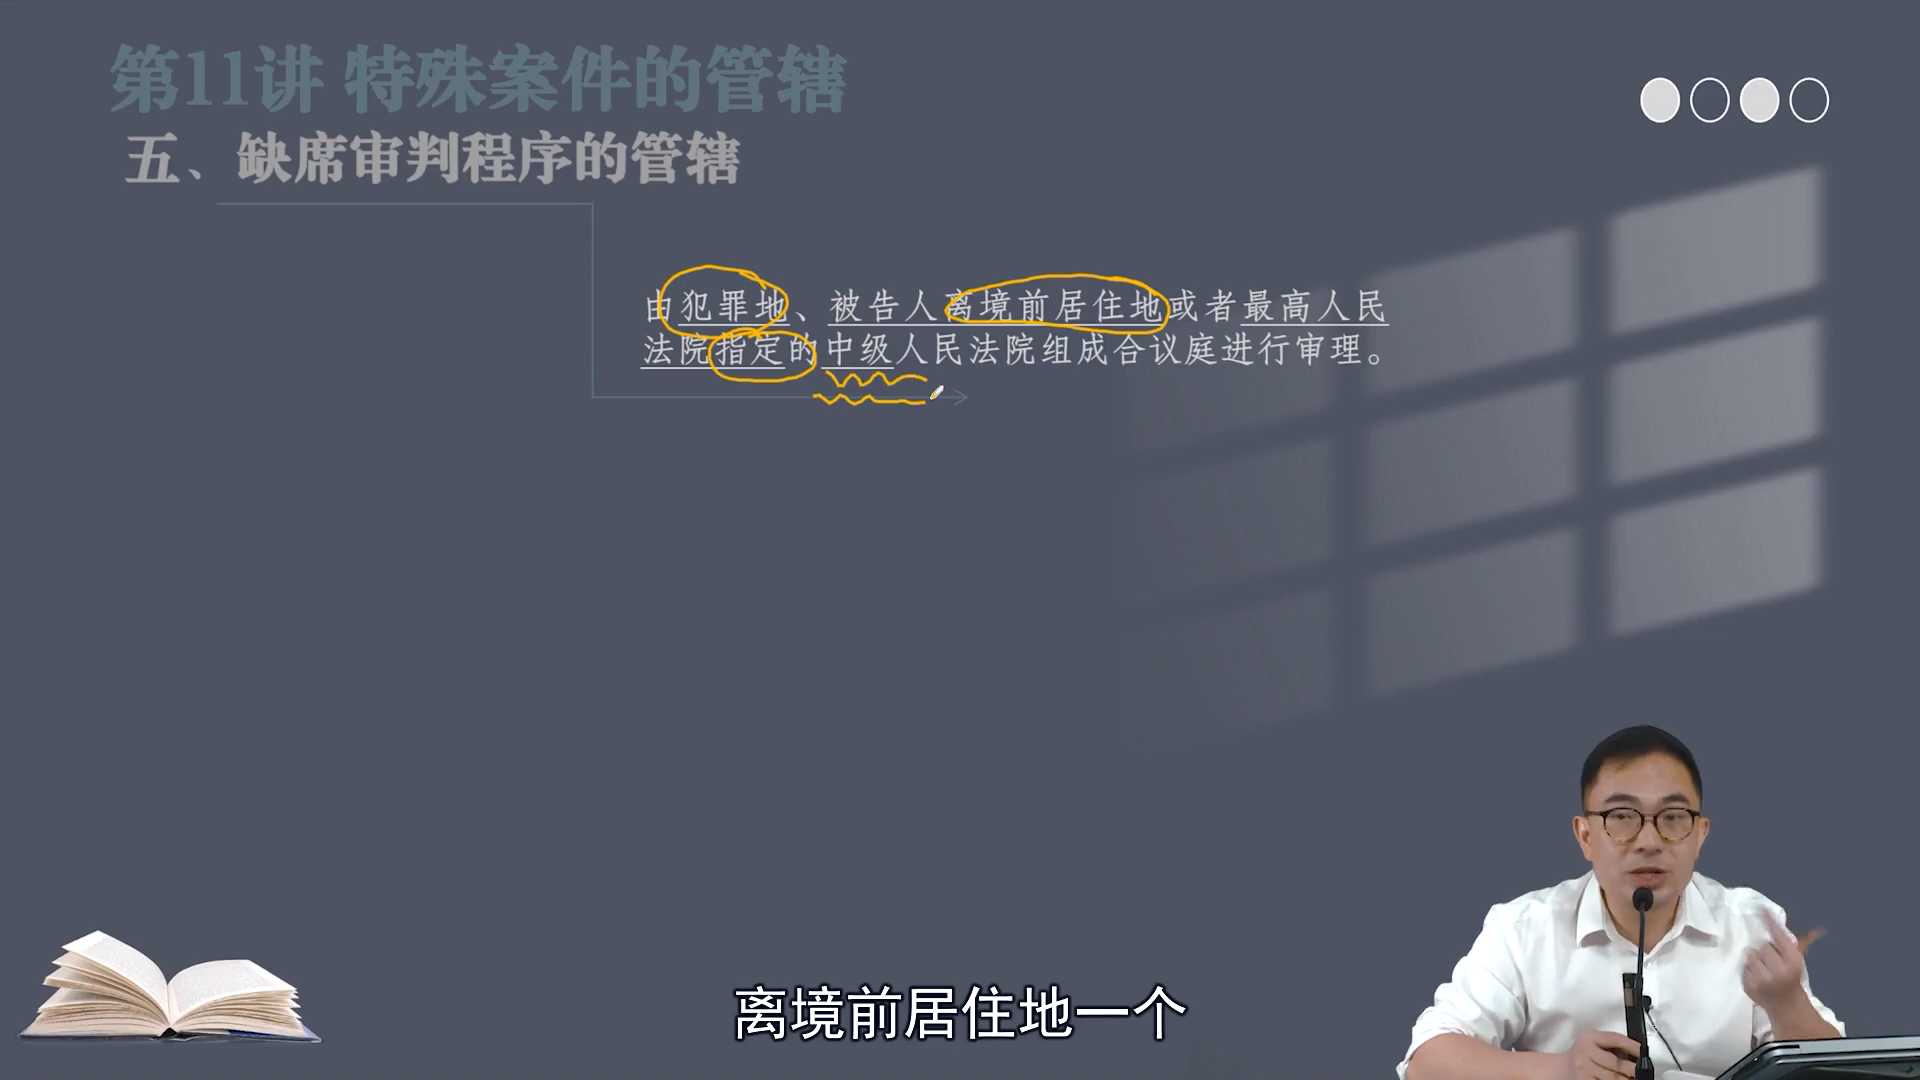 第11讲 特殊案件的管辖
五、缺席审判程序的管辖
由犯罪地、被告人离境前居住地或者最高人民
法院指定的中级人民法院组成合议庭进行审理。
离境前居住地一个